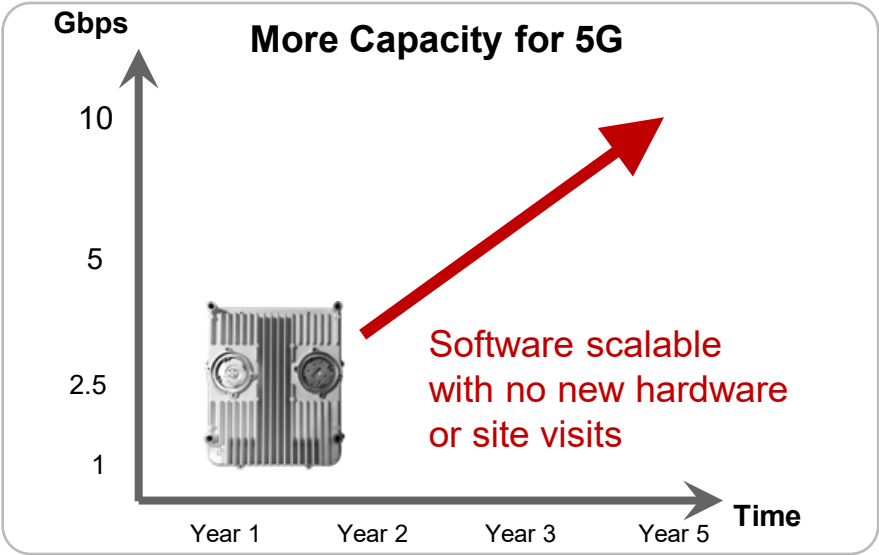 Gbps
More Capacity for 5G
10
5
2.5
1
Software scalable
with no new hardware
or site visits
Year 1
Year 2
Year 3
Year 5
Time